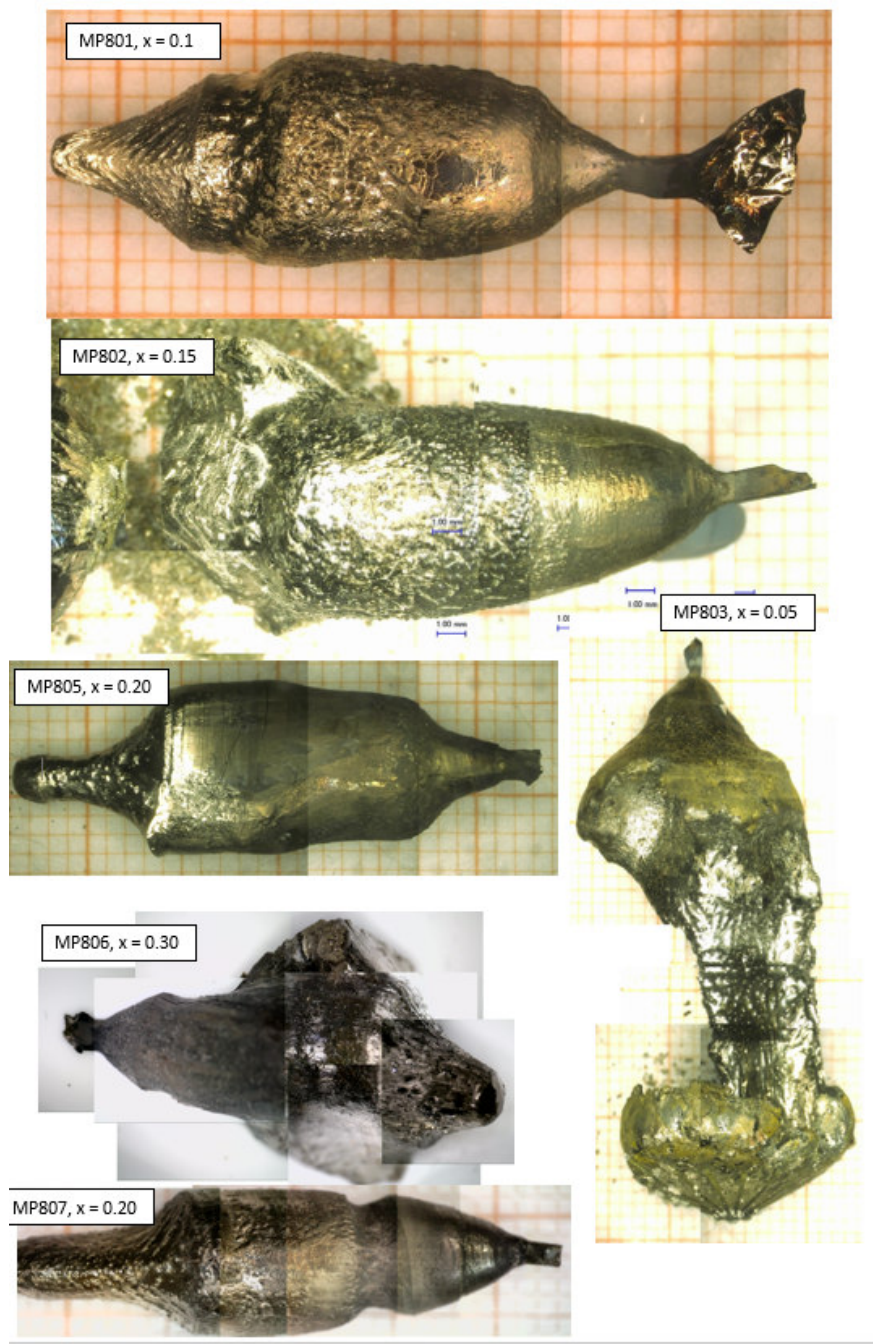 MP801, x = 0.1
MP802, x = 0.15
1.00 mm
1.00 mm
1.00 mm
MP803, x = 0.05
MP805, x = 0.20
MP806, x = 0.30
MP807, x = 0.20